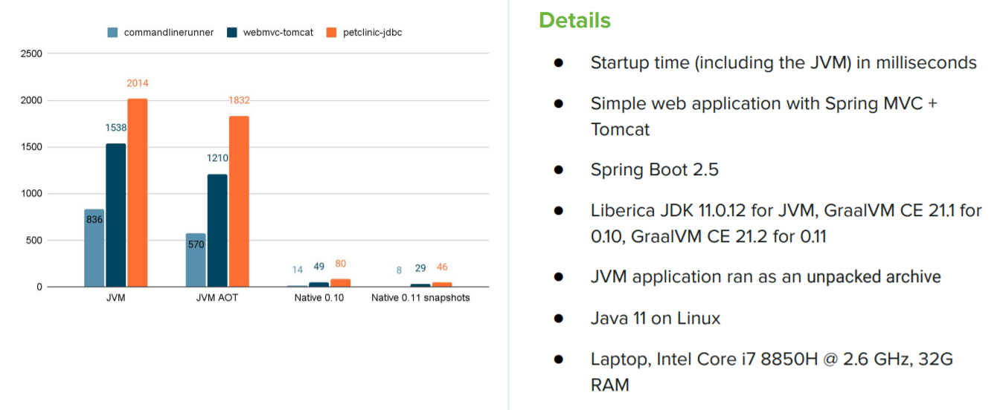 commandlinerunner webmvc-tomcat petclinic-jdbc
2500
2000
1500
1000
500
0
836 1538 2014
570 1210 1832
14 49 80
8 29 46
JVM JVM AOT Native 0.10 Native 0.11 snapshots
Details
● Startup time (including the JVM) in milliseconds
● Simple web application with Spring MVC +
Tomcat
● Spring Boot 2.5
● Liberica JDK 11.0.12 for JVM, GraalVM CE 21.1 for
0.10, GraalVM CE 21.2 for 0.11
● JVM application ran as an unpacked archive
● Java 11 on Linux
● Laptop, Intel Core i7 8850H @ 2.6 GHz, 32G
RAM